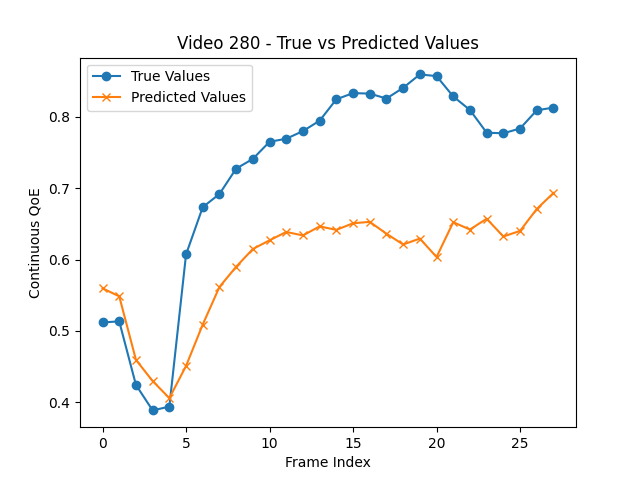 Video 280 - True vs Predicted Values
True Values
Predicted Values
Continuous QoE
0.8
0.7
0.6
0.5
0.4
0 5 10 15 20 25
Frame Index